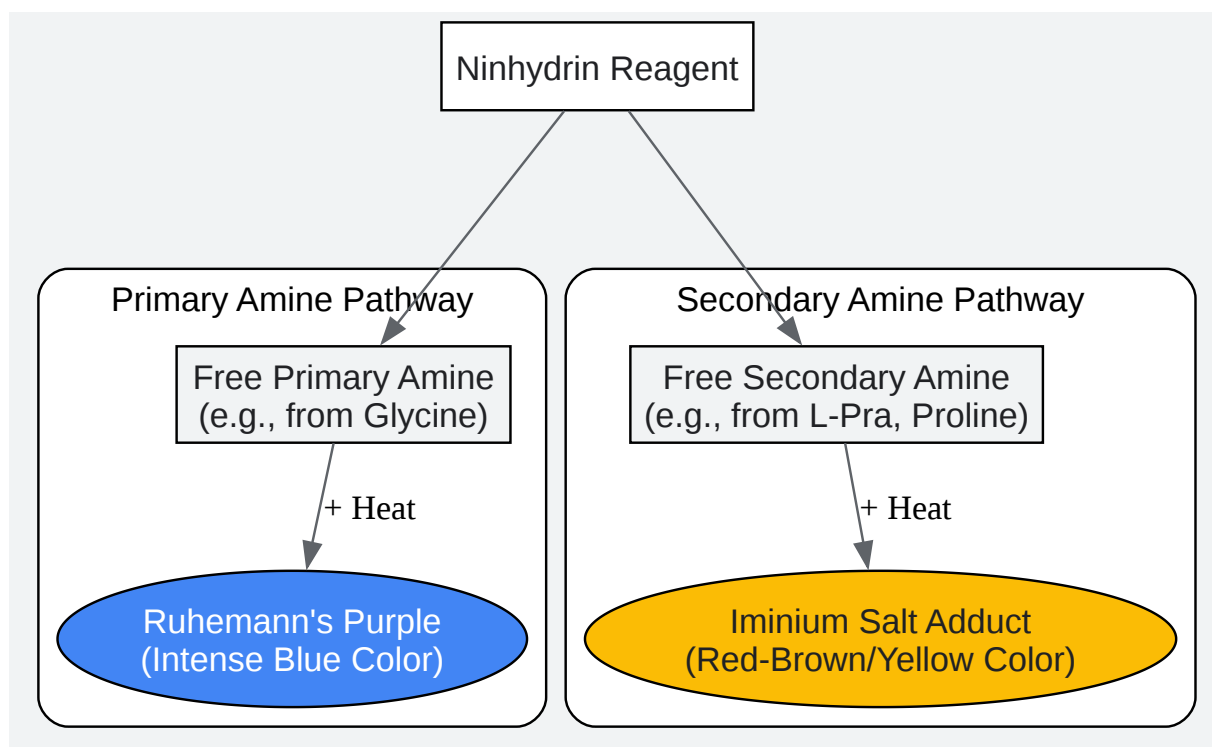 Ninhydrin Reagent
Primary Amine Pathway
Free Primary Amine
(e.g., from Glycine)
+ Heat
Ruhemann's Purple
(Intense Blue Color)
Secondary Amine Pathway
Free Secondary Amine
(e.g., from L-Pra, Proline)
+ Heat
Iminium Salt Adduct
(Red-Brown/Yellow Color)